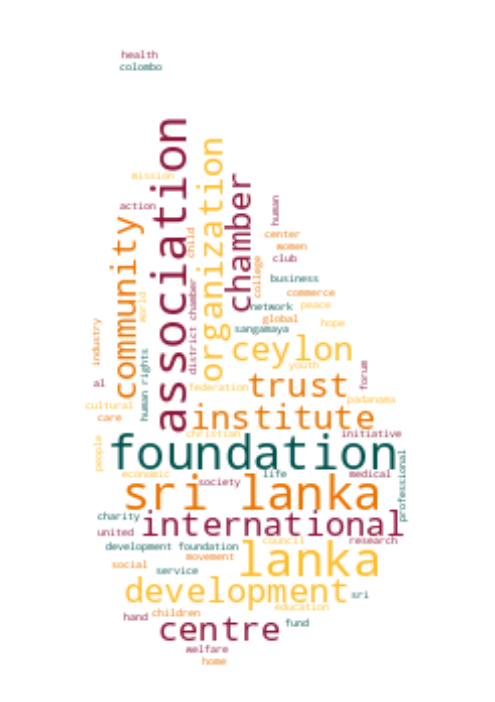 health
colombo
association
organization
mission
chamber
action
human
community
child
center
women
college
club
district chamber
business
world
commerce
network
peace
global
industry
hope
sangamaya
ceylon
human rights
youth
forum
al
trust
federation
padanama
cultural
care
institute
christian
initiative
people
foundation
professional
economic
life
medical
society
sri lanka
charity
international
united
research
council
development foundation
lanka
movement
social
service
development
sri
education
hand
children
centre
fund
welfare
home